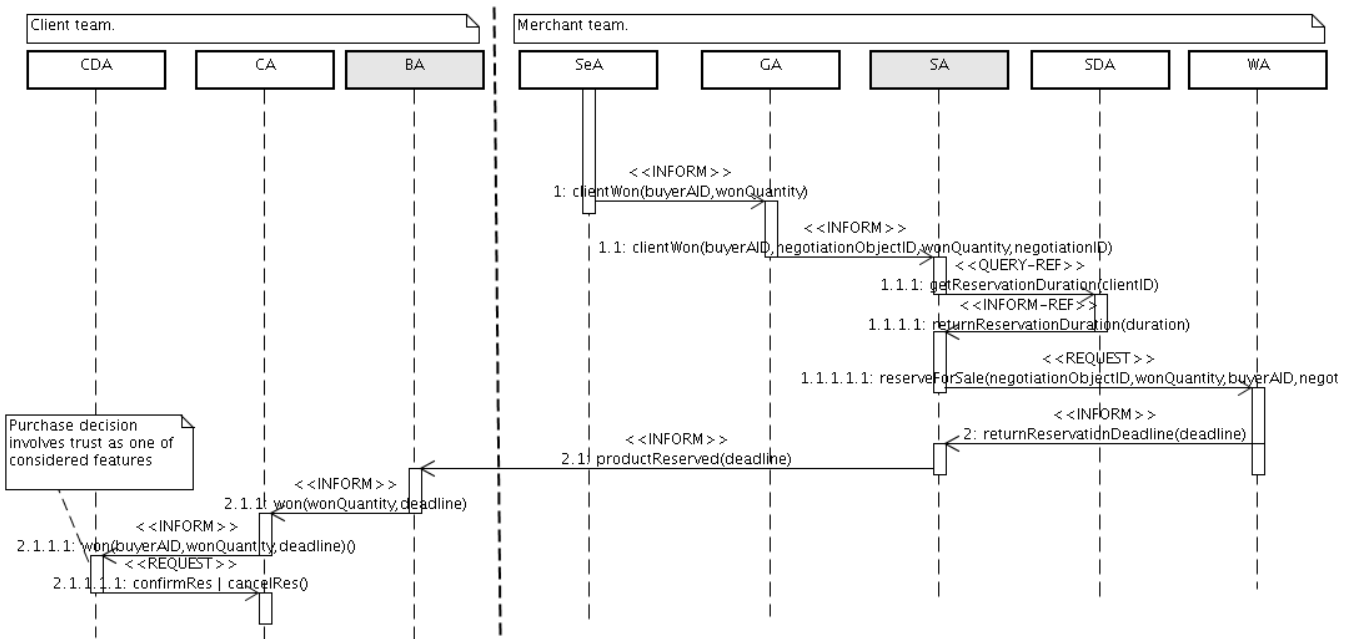 Client team.
Merchant team.
CDA
CA
BA
SeA
GA
SA
SDA
WA
<<INFORM>>
1: clientWon(buyerAID,wonQuantity)
<<INFORM>>
1.1: clientWon(buyerAID,negotiationObjectID,wonQuantity,negotiationID)
<<QUERY-REF>>
1.1.1: getReservationDuration(clientID)
<<INFORM-REF>>
1.1.1.1: returnReservationDuration(duration)
<<REQUEST>>
1.1.1.1.1: reserveForSale(negotiationObjectID,wonQuantity,buyerAID,negot
<<INFORM>>
2: returnReservationDeadline(deadline)
<<INFORM>>
2.1: productReserved(deadline)
Purchase decision
involves trust as one of
considered features
<<INFORM>>
2.1.1: won(wonQuantity,deadline)
<<INFORM>>
2.1.1.1: won(buyerAID,wonQuantity,deadline)()
<<REQUEST>>
2.1.1.1.1: confirmRes | cancelRes()